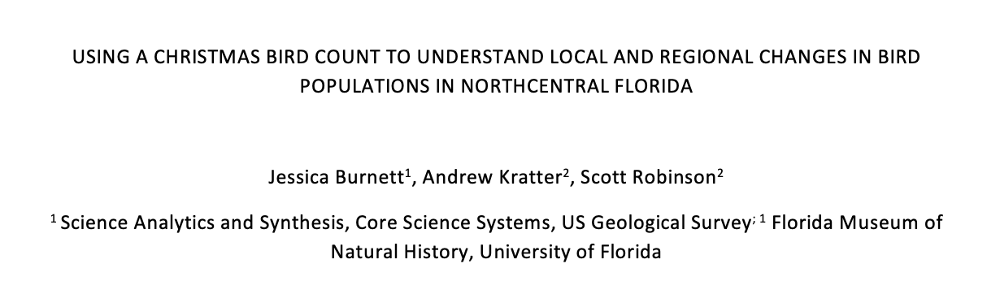 USING A CHRISTMAS BIRD COUNT TO UNDERSTAND LOCAL AND REGIONAL CHANGES IN BIRD
POPULATIONS IN NORTHCENTRAL FLORIDA
Jessica Burnett¹, Andrew Kratter², Scott Robinson²
¹ Science Analytics and Synthesis, Core Science Systems, US Geological Survey; ¹ Florida Museum of
Natural History, University of Florida